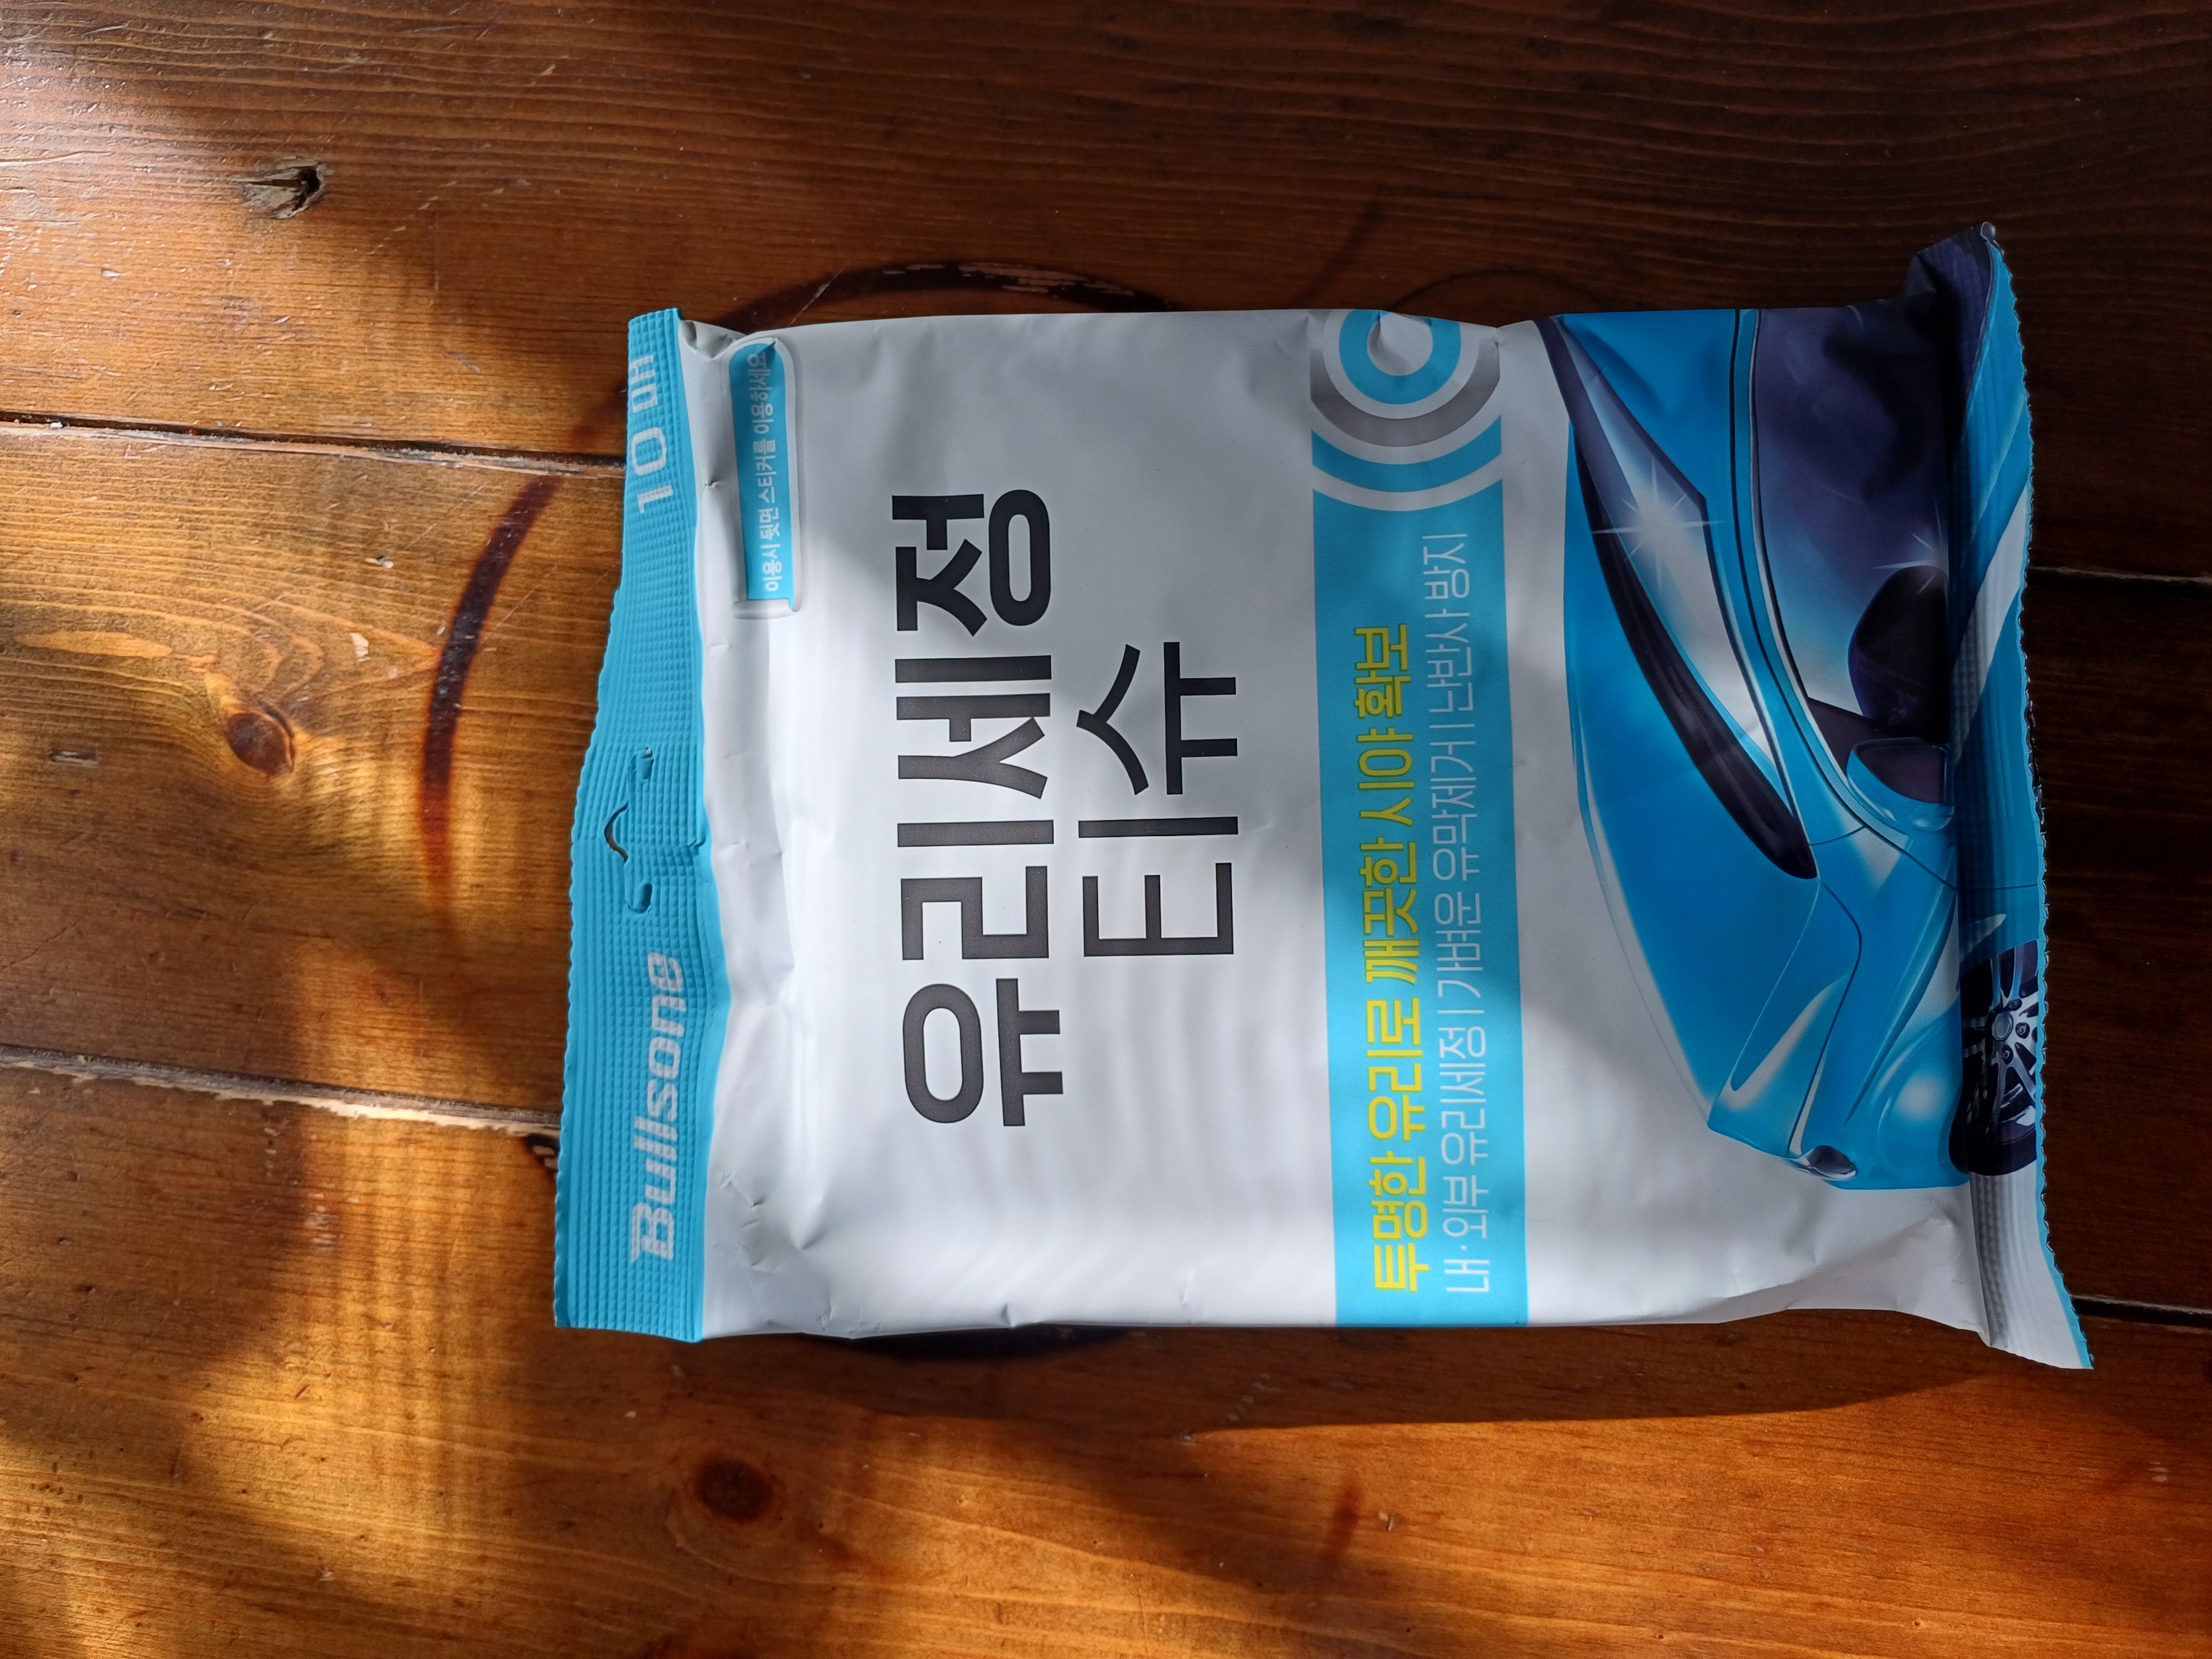 Bullsone
10 매
이용시 뒷면 스티커를 이용하세요
유리세정
티슈
투명한 유리로 깨끗한 시야 확보
내·외부 유리세정 | 가벼운 유막제거 | 난반사 방지